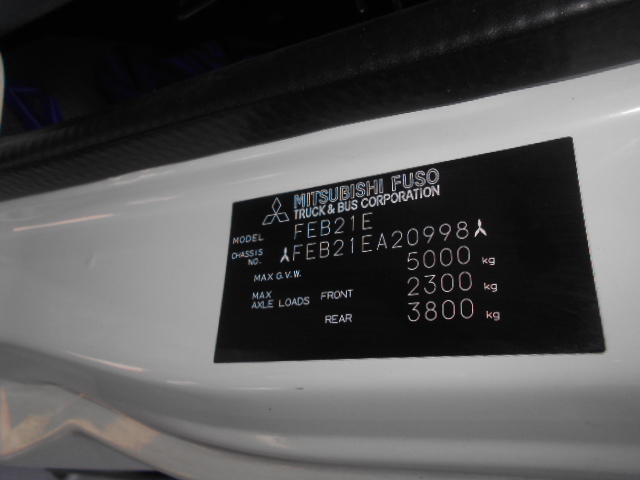 MITSUBISHI FUSO
TRUCK & BUS CORPORATION
MODEL FEB21E
CHASSIS NO. FEB21EA20998
MAX G.V.W. 5000 kg
MAX AXLE LOADS FRONT 2300 kg
REAR 3800 kg